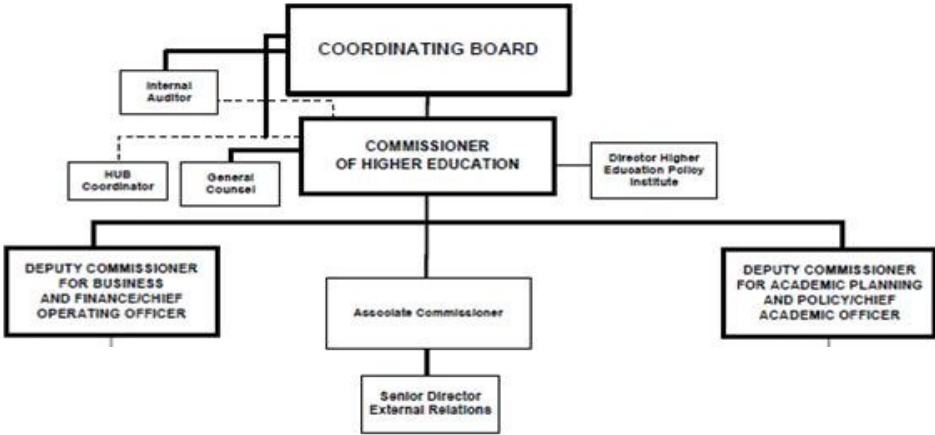 COORDINATING BOARD
Internal
Auditor
COMMISSIONER
OF HIGHER EDUCATION
HUB
Coordinator
General
Counsel
Director Higher
Education Policy
Institute
DEPUTY COMMISSIONER
FOR BUSINESS
AND FINANCE/CHIEF
OPERATING OFFICER
Associate Commissioner
DEPUTY COMMISSIONER
FOR ACADEMIC PLANNING
AND POLICY/CHIEF
ACADEMIC OFFICER
Senior Director
External Relations